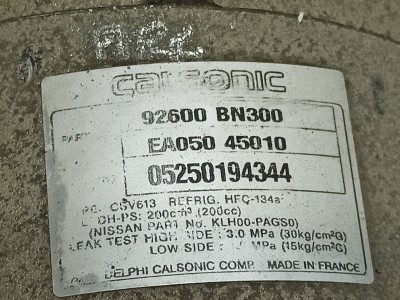 CALSONIC
92600 BN300
PART
EA050 45010
05250194344
CSV613 REFRIG. HFC-134a
DH-PS: 200cm³ (200cc)
(NISSAN PART No. KLH00-PAGS0)
LEAK TEST HIGH SIDE : 3.0 MPa (30kg/cm²G)
LOW SIDE : MPa (15kg/cm²G)
DELPHI CALSONIC COMP. MADE IN FRANCE